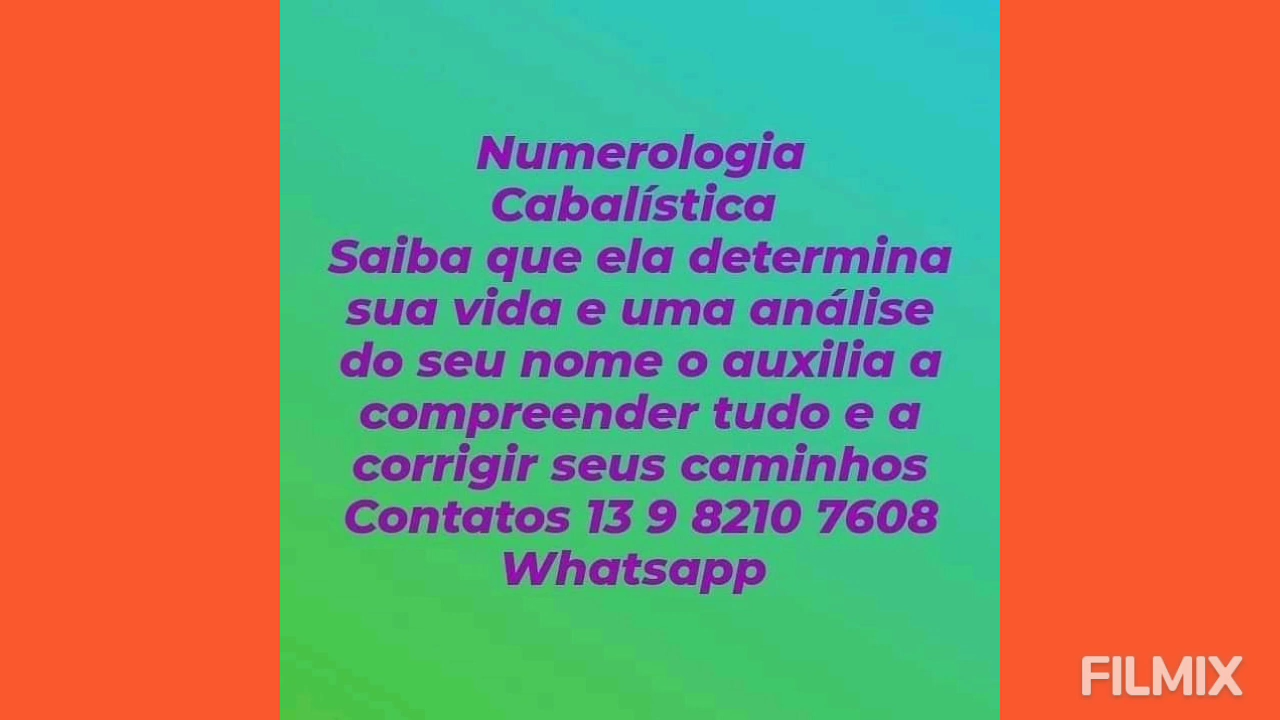 Numerologia
Cabalística
Saiba que ela determina
sua vida e uma análise
do seu nome o auxilia a
compreender tudo e a
corrigir seus caminhos
Contatos 13 9 8210 7608
Whatsapp
FILMIX